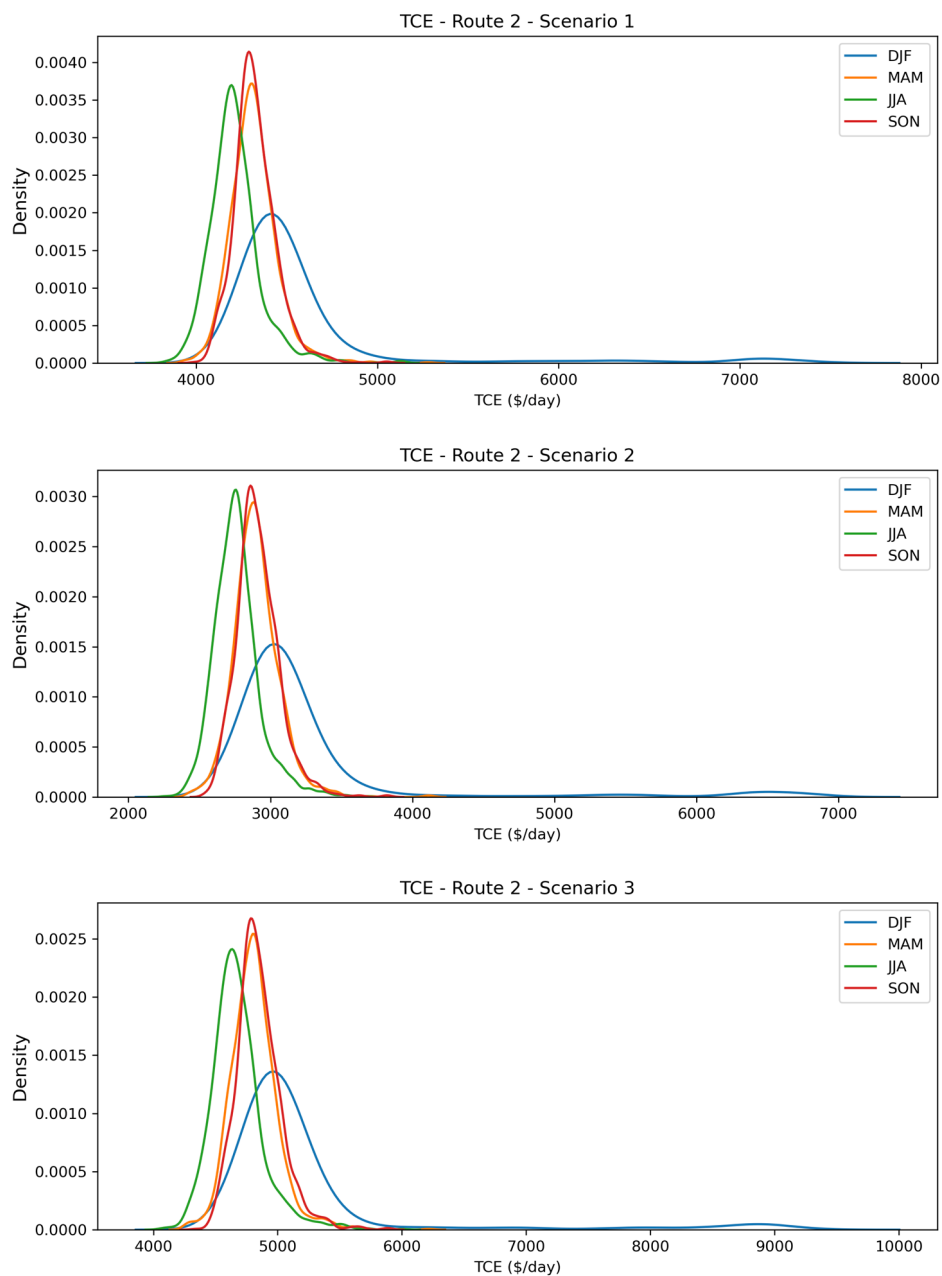 TCE - Route 2 - Scenario 1
Density
0.0040
0.0035
0.0030
0.0025
0.0020
0.0015
0.0010
0.0005
0.0000
DJF
MAM
JJA
SON
4000 5000 6000 7000 8000
TCE ($/day)
TCE - Route 2 - Scenario 2
Density
0.0030
0.0025
0.0020
0.0015
0.0010
0.0005
0.0000
DJF
MAM
JJA
SON
2000 3000 4000 5000 6000 7000
TCE ($/day)
TCE - Route 2 - Scenario 3
Density
0.0025
0.0020
0.0015
0.0010
0.0005
0.0000
DJF
MAM
JJA
SON
4000 5000 6000 7000 8000 9000 10000
TCE ($/day)